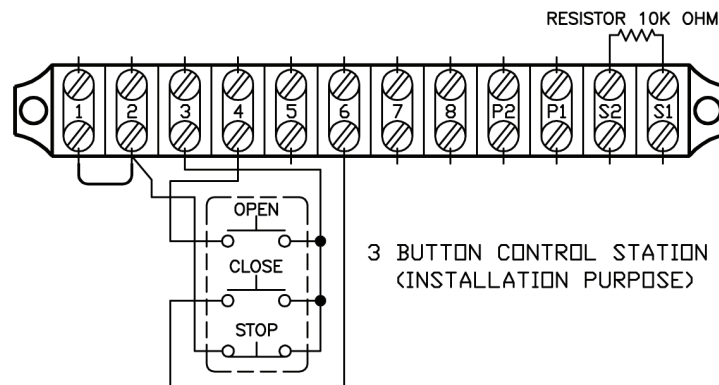 RESISTOR 10K OHM
1 2 3 4 5 6 7 8 P2 P1 S2 S1
OPEN
CLOSE
STOP
3 BUTTON CONTROL STATION
(INSTALLATION PURPOSE)